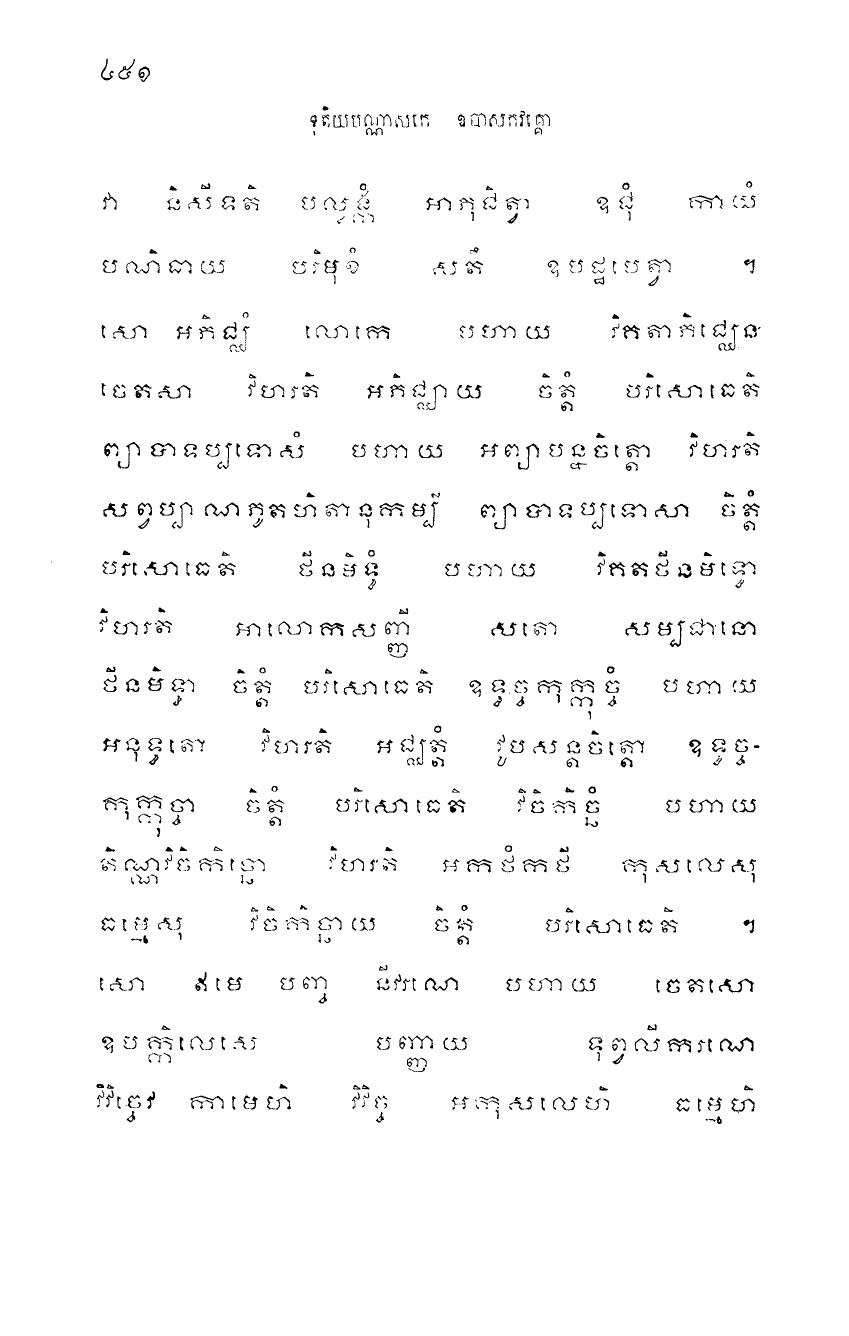 ៤៥១
ទុតិយបណ្ណាសកេ ឧបាសកវគ្គោ
វា និសីទតិ បល្លង្កំ អាភុជិត្វា ឧជុំ កាយំ
បណិធាយ បរិមុខំ សតឹ ឧបដ្ឋបេត្វា ។
សោ អភិជ្ឈំ លោកេ បហាយ វិគតាភិជ្ឈេន
ចេតសា វិហរតិ អភិជ្ឈាយ ចិត្តំ បរិសោធេតិ
ព្យាបាទប្បទោសំ បហាយ អព្យាបន្នចិត្តោ វិហរតិ
សព្វប្បាណភូតហិតានុកម្បី ព្យាបាទប្បទោសា ចិត្តំ
បរិសោធេតិ ថីនមិទ្ធំ បហាយ វិគតថីនមិទ្ធោ
វិហរតិ អាលោកសញ្ញី សតោ សម្បជានោ
ថីនមិទ្ធា ចិត្តំ បរិសោធេតិ ឧទ្ធច្ចកុក្កុច្ចំ បហាយ
អនុទ្ធតោ វិហរតិ អជ្ឈត្តំ វូបសន្តចិត្តោ ឧទ្ធច្ច-
កុក្កុច្ចា ចិត្តំ បរិសោធេតិ វិចិកិច្ឆំ បហាយ
តិណ្ណវិចិកិច្ឆោ វិហរតិ អកថំកថី កុសលេសុ
ធម្មេសុ វិចិកិច្ឆាយ ចិត្តំ បរិសោធេតិ ។
សោ ឥមេ បញ្ច នីវរណេ បហាយ ចេតសោ
ឧបក្កិលេសេ បញ្ញាយ ទុព្វលីករណេ
វិវិច្ចេវ កាមេហិ វិវិច្ច អកុសលេហិ ធម្មេហិ